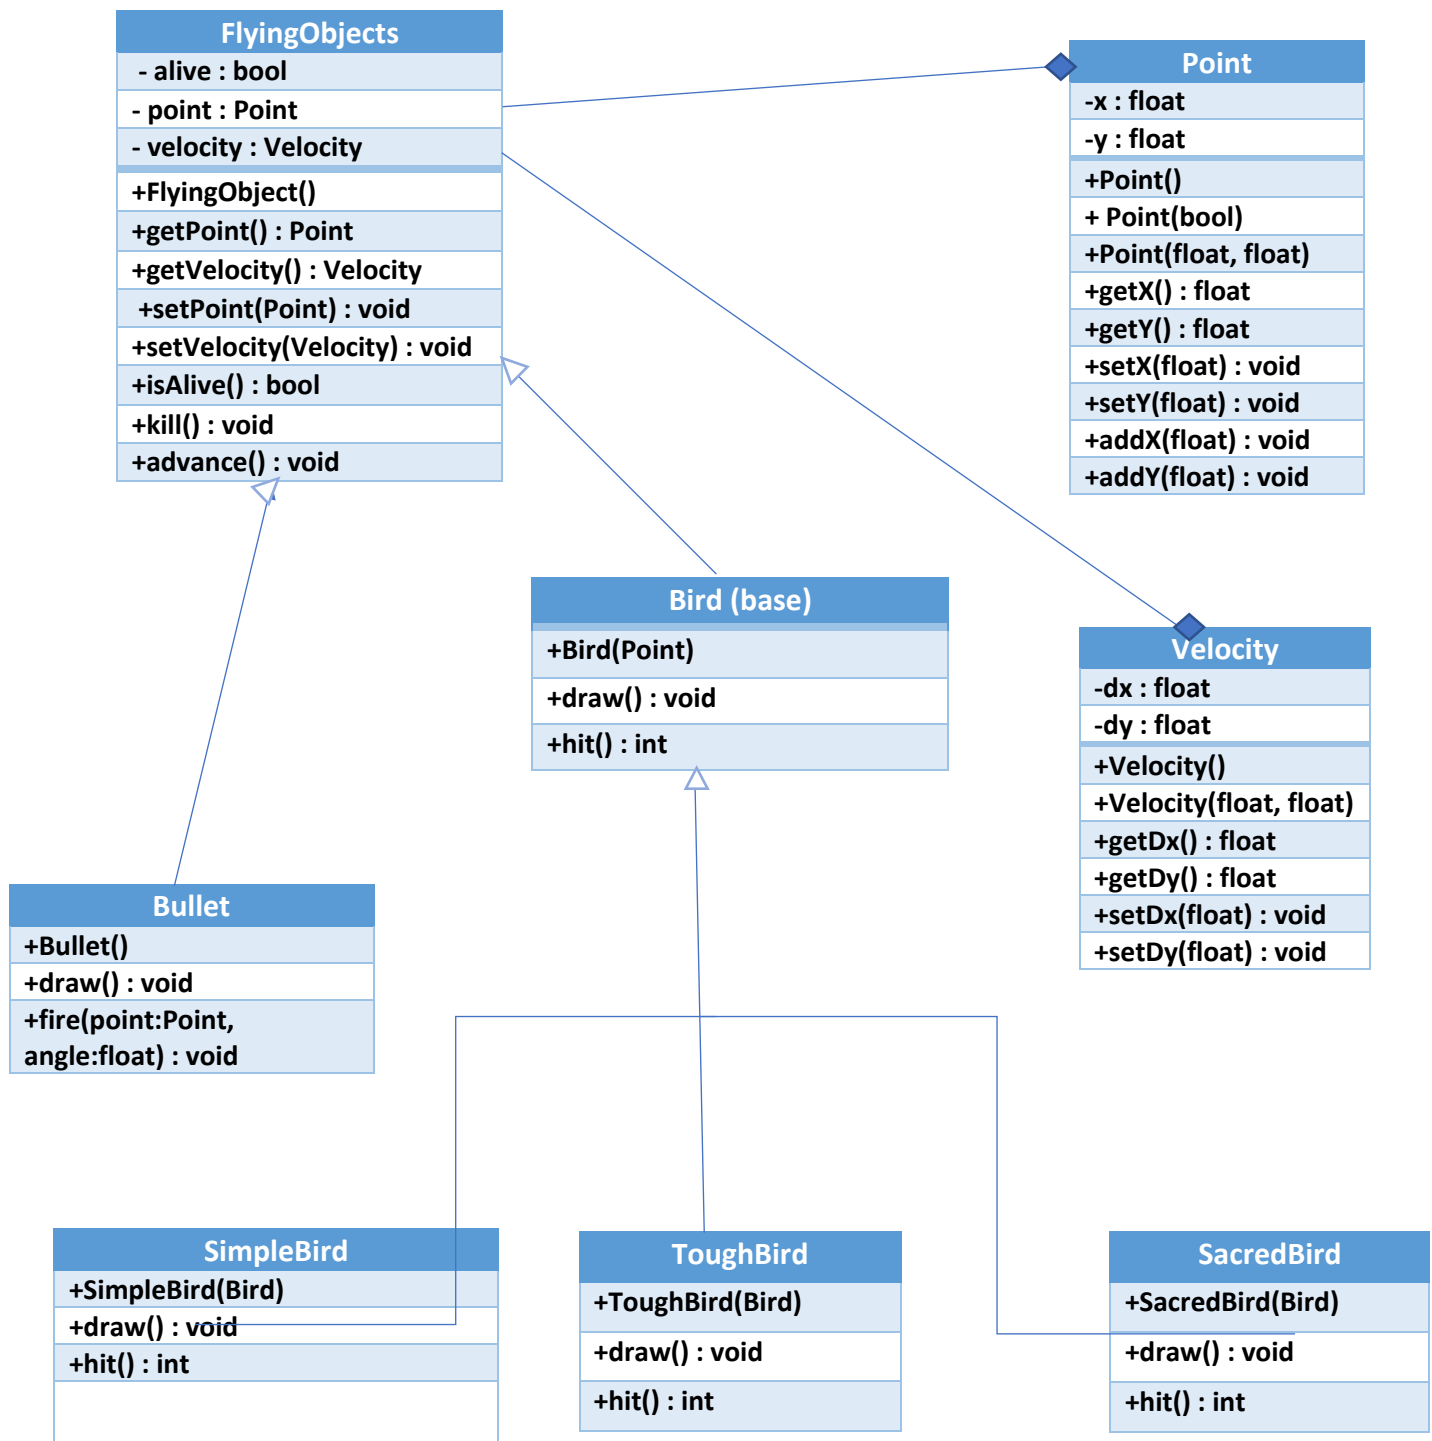 FlyingObjects
- alive : bool
- point : Point
- velocity : Velocity
+FlyingObject()
+getPoint() : Point
+getVelocity() : Velocity
+setPoint(Point) : void
+setVelocity(Velocity) : void
+isAlive() : bool
+kill() : void
+advance() : void
Point
-x : float
-y : float
+Point()
+ Point(bool)
+Point(float, float)
+getX() : float
+getY() : float
+setX(float) : void
+setY(float) : void
+addX(float) : void
+addY(float) : void
Bird (base)
+Bird(Point)
+draw() : void
+hit() : int
Velocity
-dx : float
-dy : float
+Velocity()
+Velocity(float, float)
+getDx() : float
+getDy() : float
+setDx(float) : void
+setDy(float) : void
Bullet
+Bullet()
+draw() : void
+fire(point:Point,
angle:float) : void
SimpleBird
+SimpleBird(Bird)
+draw() : void
+hit() : int
ToughBird
+ToughBird(Bird)
+draw() : void
+hit() : int
SacredBird
+SacredBird(Bird)
+draw() : void
+hit() : int